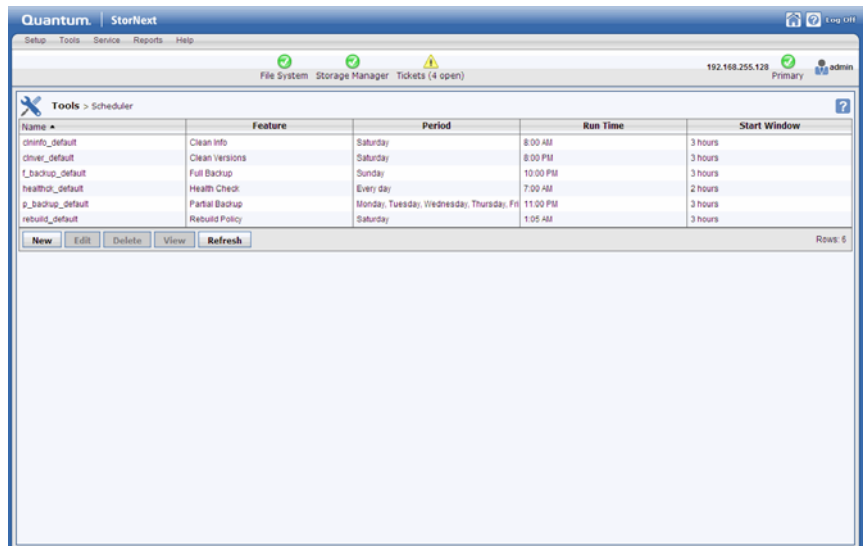 Quantum. | StorNext Log Off
Setup Tools Service Reports Help
File System Storage Manager Tickets (4 open) 192.168.255.128 Primary admin
Tools > Scheduler
Name Feature Period Run Time Start Window
clninfo_default Clean Info Saturday 8:00 AM 3 hours
clnver_default Clean Versions Saturday 8:00 PM 3 hours
f_backup_default Full Backup Sunday 10:00 PM 3 hours
healthck_default Health Check Every day 7:00 AM 2 hours
p_backup_default Partial Backup Monday, Tuesday, Wednesday, Thursday, Fri 11:00 PM 3 hours
rebuild_default Rebuild Policy Saturday 1:05 AM 3 hours
New Edit Delete View Refresh Rows: 6